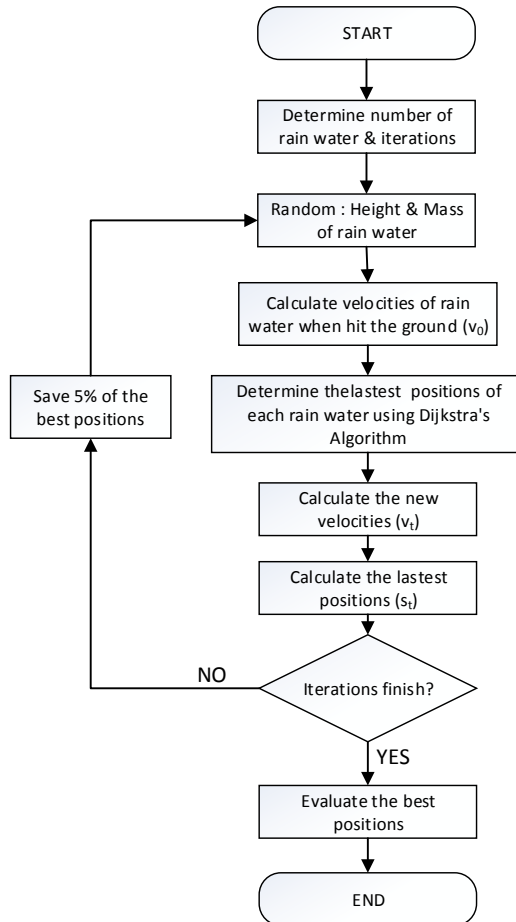 START
Determine number of
rain water & iterations
Random : Height & Mass
of rain water
Calculate velocities of rain
water when hit the ground (v₀)
Save 5% of the
best positions
Determine thelastest positions of
each rain water using Dijkstra's
Algorithm
Calculate the new
velocities (vₜ)
Calculate the lastest
positions (sₜ)
NO
Iterations finish?
YES
Evaluate the best
positions
END